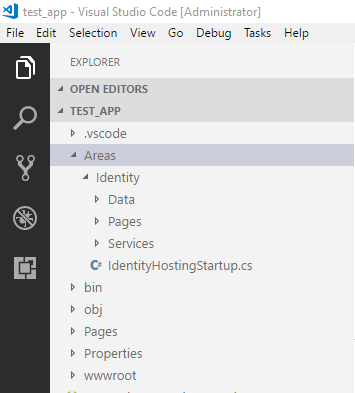 test_app - Visual Studio Code [Administrator]
File Edit Selection View Go Debug Tasks Help
EXPLORER
OPEN EDITORS
TEST_APP
.vscode
Areas
Identity
Data
Pages
Services
C# IdentityHostingStartup.cs
bin
obj
Pages
Properties
wwwroot